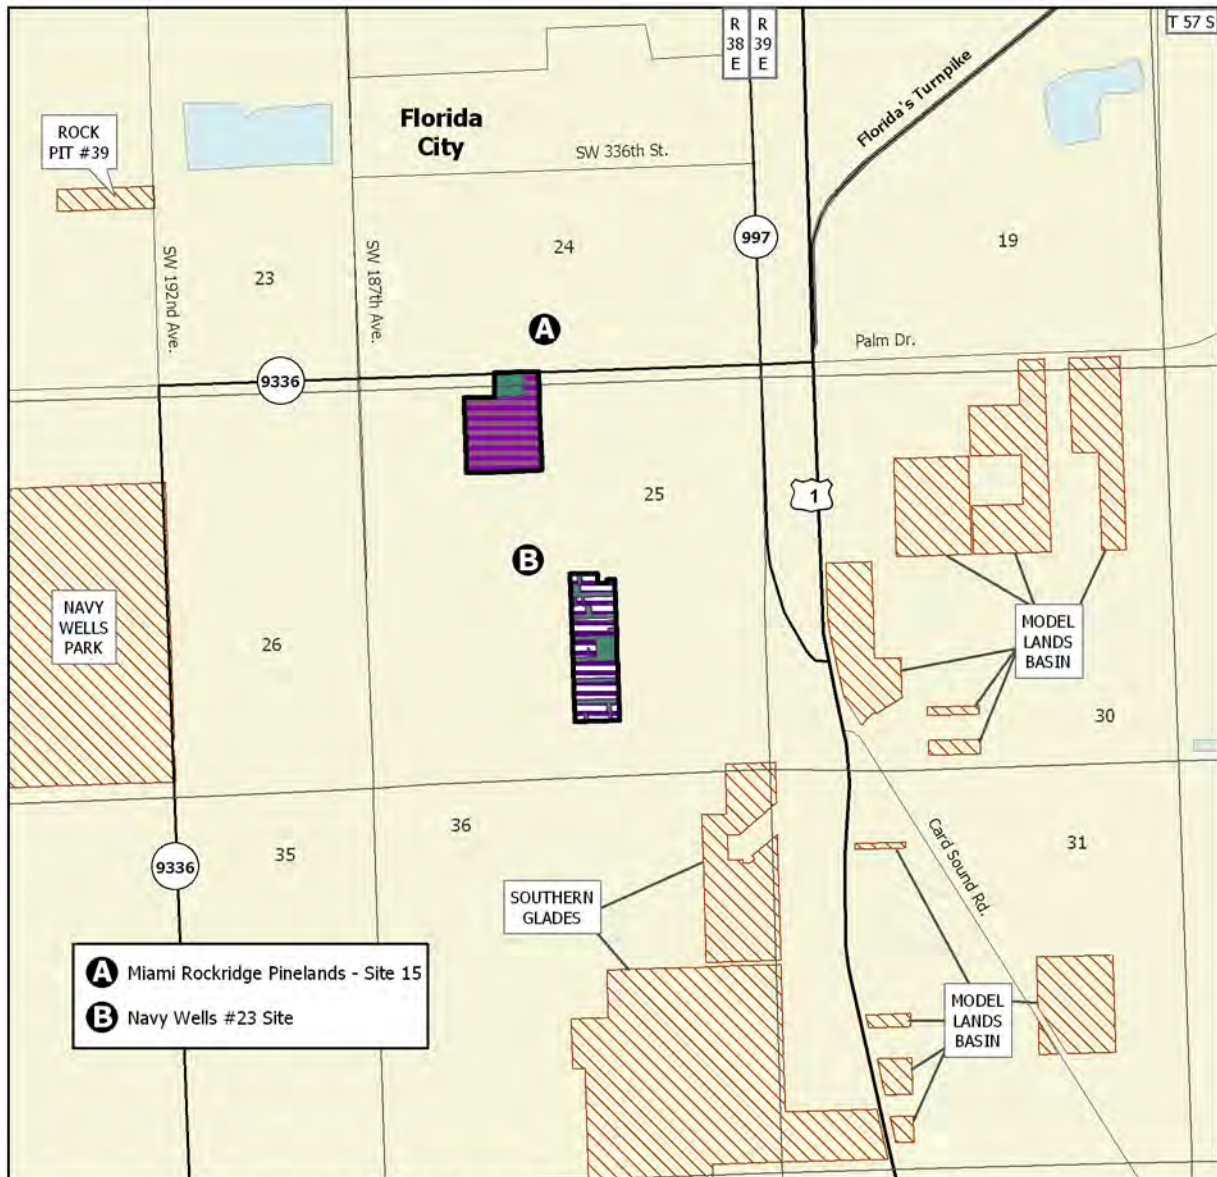 R
38
E
R
39
E
T 57 S
Florida's Turnpike
ROCK
PIT #39
Florida
City
SW 336th St.
997
SW 192nd Ave.
23
SW 187th Ave.
24
19
A
Palm Dr.
9336
25
1
B
NAVY
WELLS
PARK
26
MODEL
LANDS
BASIN
30
36
35
Card Sound Rd.
31
9336
SOUTHERN
GLADES
A Miami Rockridge Pinelands - Site 15
B Navy Wells #23 Site
MODEL
LANDS
BASIN